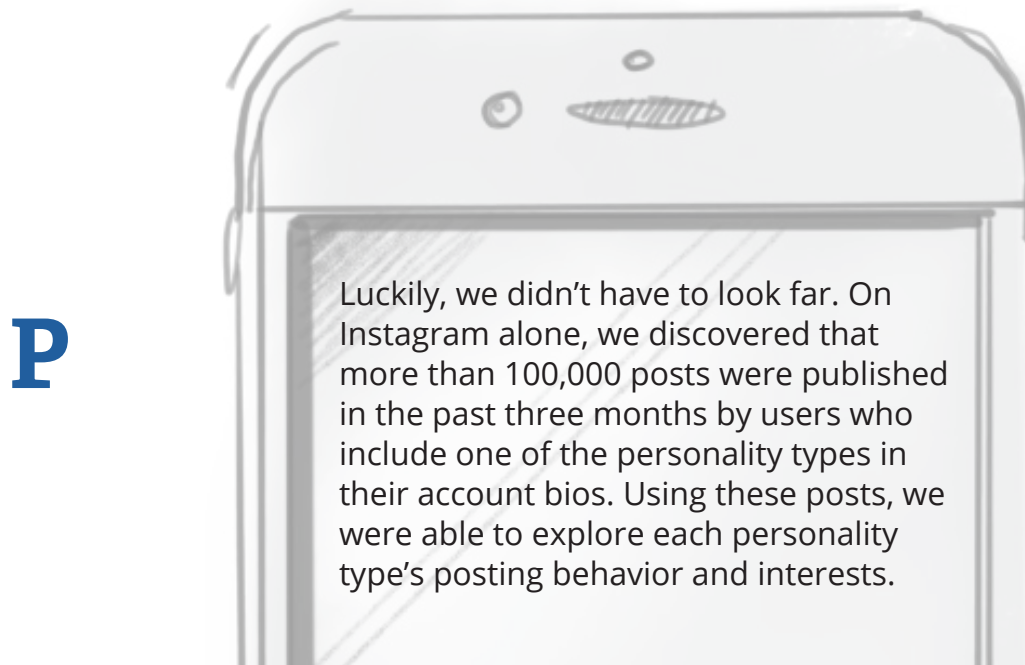 P
Luckily, we didn’t have to look far. On
Instagram alone, we discovered that
more than 100,000 posts were published
in the past three months by users who
include one of the personality types in
their account bios. Using these posts, we
were able to explore each personality
type’s posting behavior and interests.